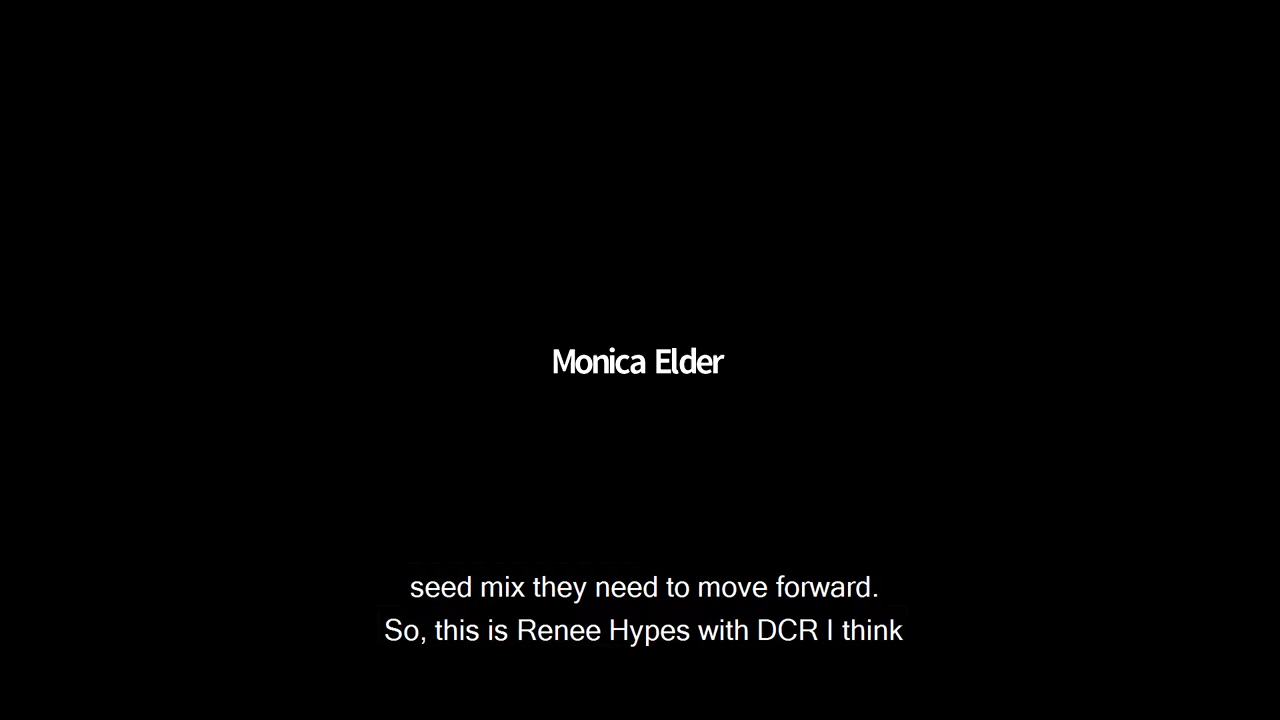 Monica Elder
seed mix they need to move forward.
So, this is Renee Hypes with DCR I think